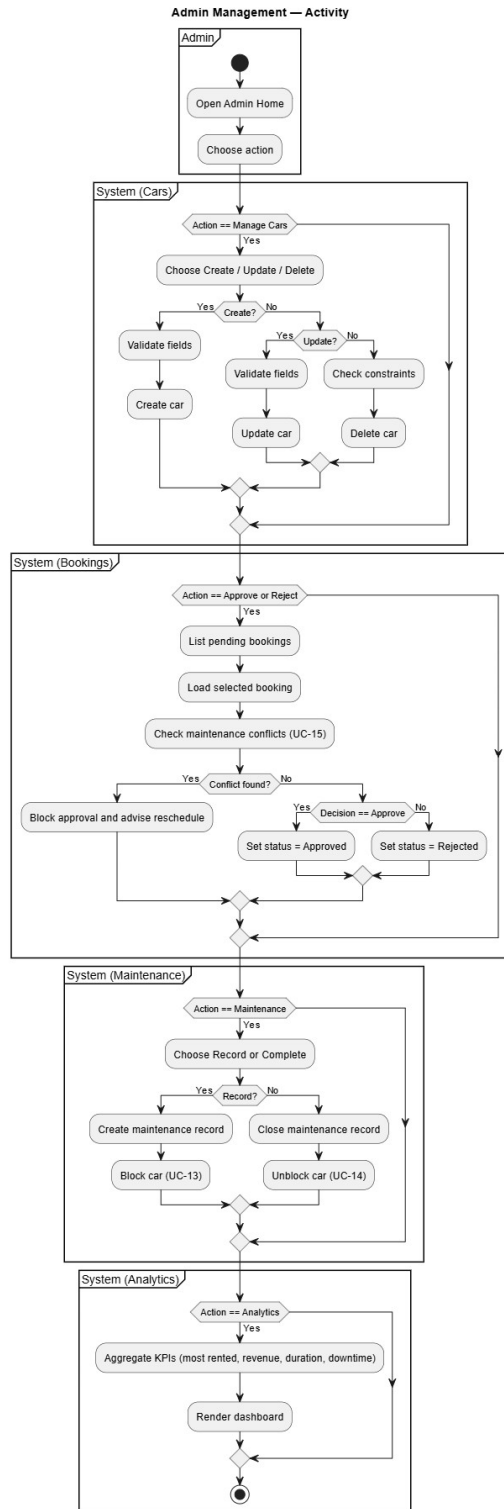 Admin Management — Activity
Admin
Open Admin Home
Choose action
System (Cars)
Action == Manage Cars
Yes
Choose Create / Update / Delete
Yes
Create?
No
Validate fields
Create car
Yes
Update?
No
Validate fields
Check constraints
Update car
Delete car
System (Bookings)
Action == Approve or Reject
Yes
List pending bookings
Load selected booking
Check maintenance conflicts (UC-15)
Yes
Conflict found?
No
Block approval and advise reschedule
Yes
Decision == Approve
No
Set status = Approved
Set status = Rejected
System (Maintenance)
Action == Maintenance
Yes
Choose Record or Complete
Yes
Record?
No
Create maintenance record
Close maintenance record
Block car (UC-13)
Unblock car (UC-14)
System (Analytics)
Action == Analytics
Yes
Aggregate KPIs (most rented, revenue, duration, downtime)
Render dashboard